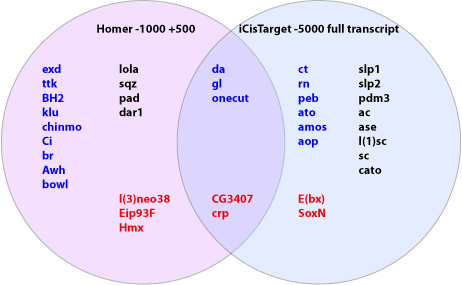 Homer -1000 +500
iCisTarget -5000 full transcript
exd
ttk
BH2
klu
chinmo
Ci
br
Awh
bowl
lola
sqz
pad
dar1
l(3)neo38
Eip93F
Hmx
da
gl
onecut
CG3407
crp
ct
rn
peb
ato
amos
aop
E(bx)
SoxN
slp1
slp2
pdm3
ac
ase
l(1)sc
sc
cato